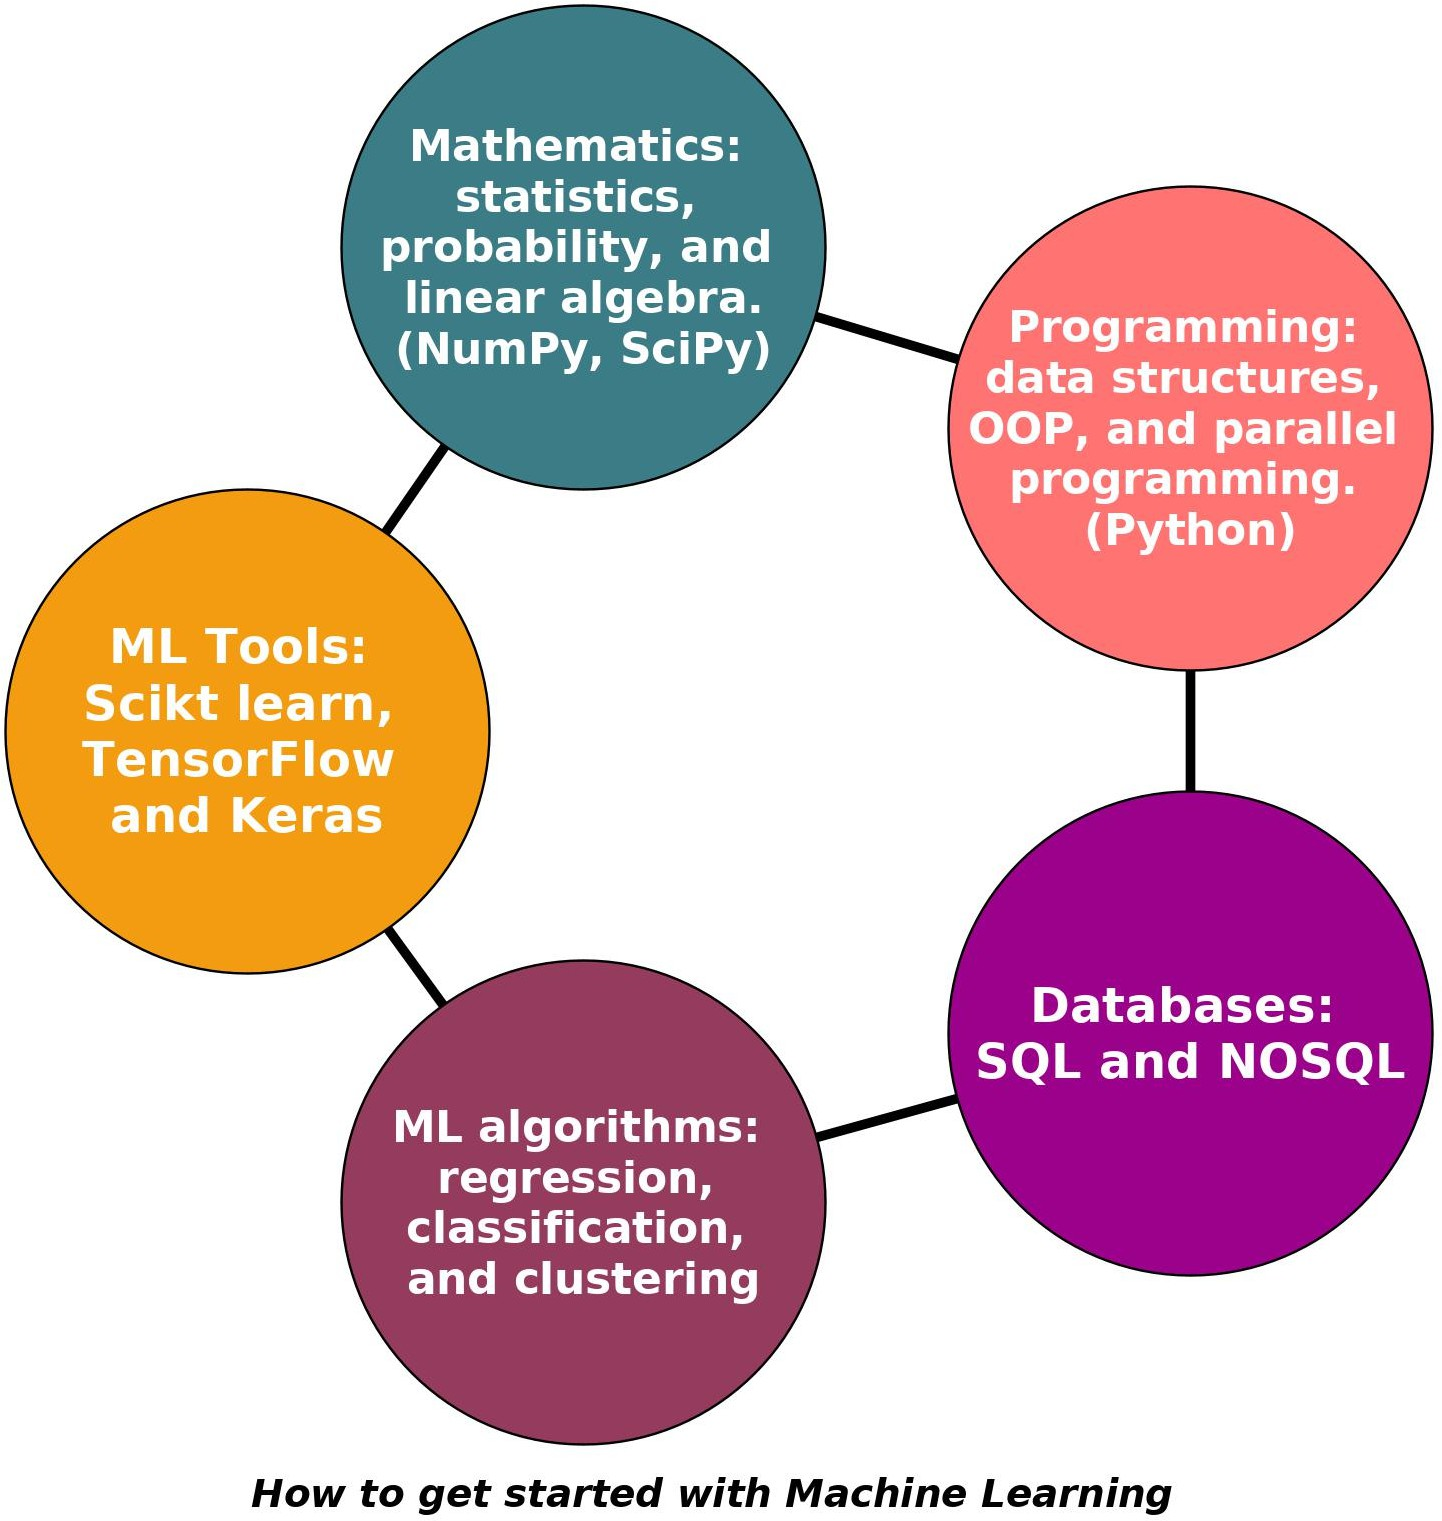 Mathematics:
statistics,
probability, and
linear algebra.
(NumPy, SciPy)
Programming:
data structures,
OOP, and parallel
programming.
(Python)
ML Tools:
Scikt learn,
TensorFlow
and Keras
Databases:
SQL and NOSQL
ML algorithms:
regression,
classification,
and clustering
How to get started with Machine Learning